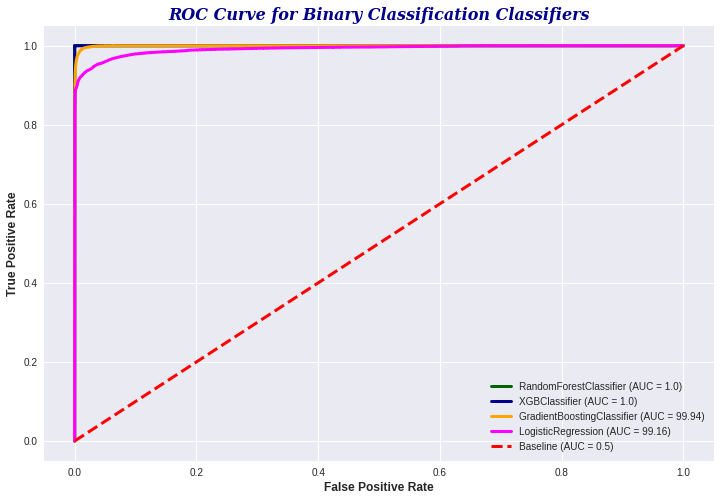 ROC Curve for Binary Classification Classifiers
True Positive Rate
1.0
0.8
0.6
0.4
0.2
0.0
RandomForestClassifier (AUC = 1.0)
XGBClassifier (AUC = 1.0)
GradientBoostingClassifier (AUC = 99.94)
LogisticRegression (AUC = 99.16)
Baseline (AUC = 0.5)
0.0 0.2 0.4 0.6 0.8 1.0
False Positive Rate